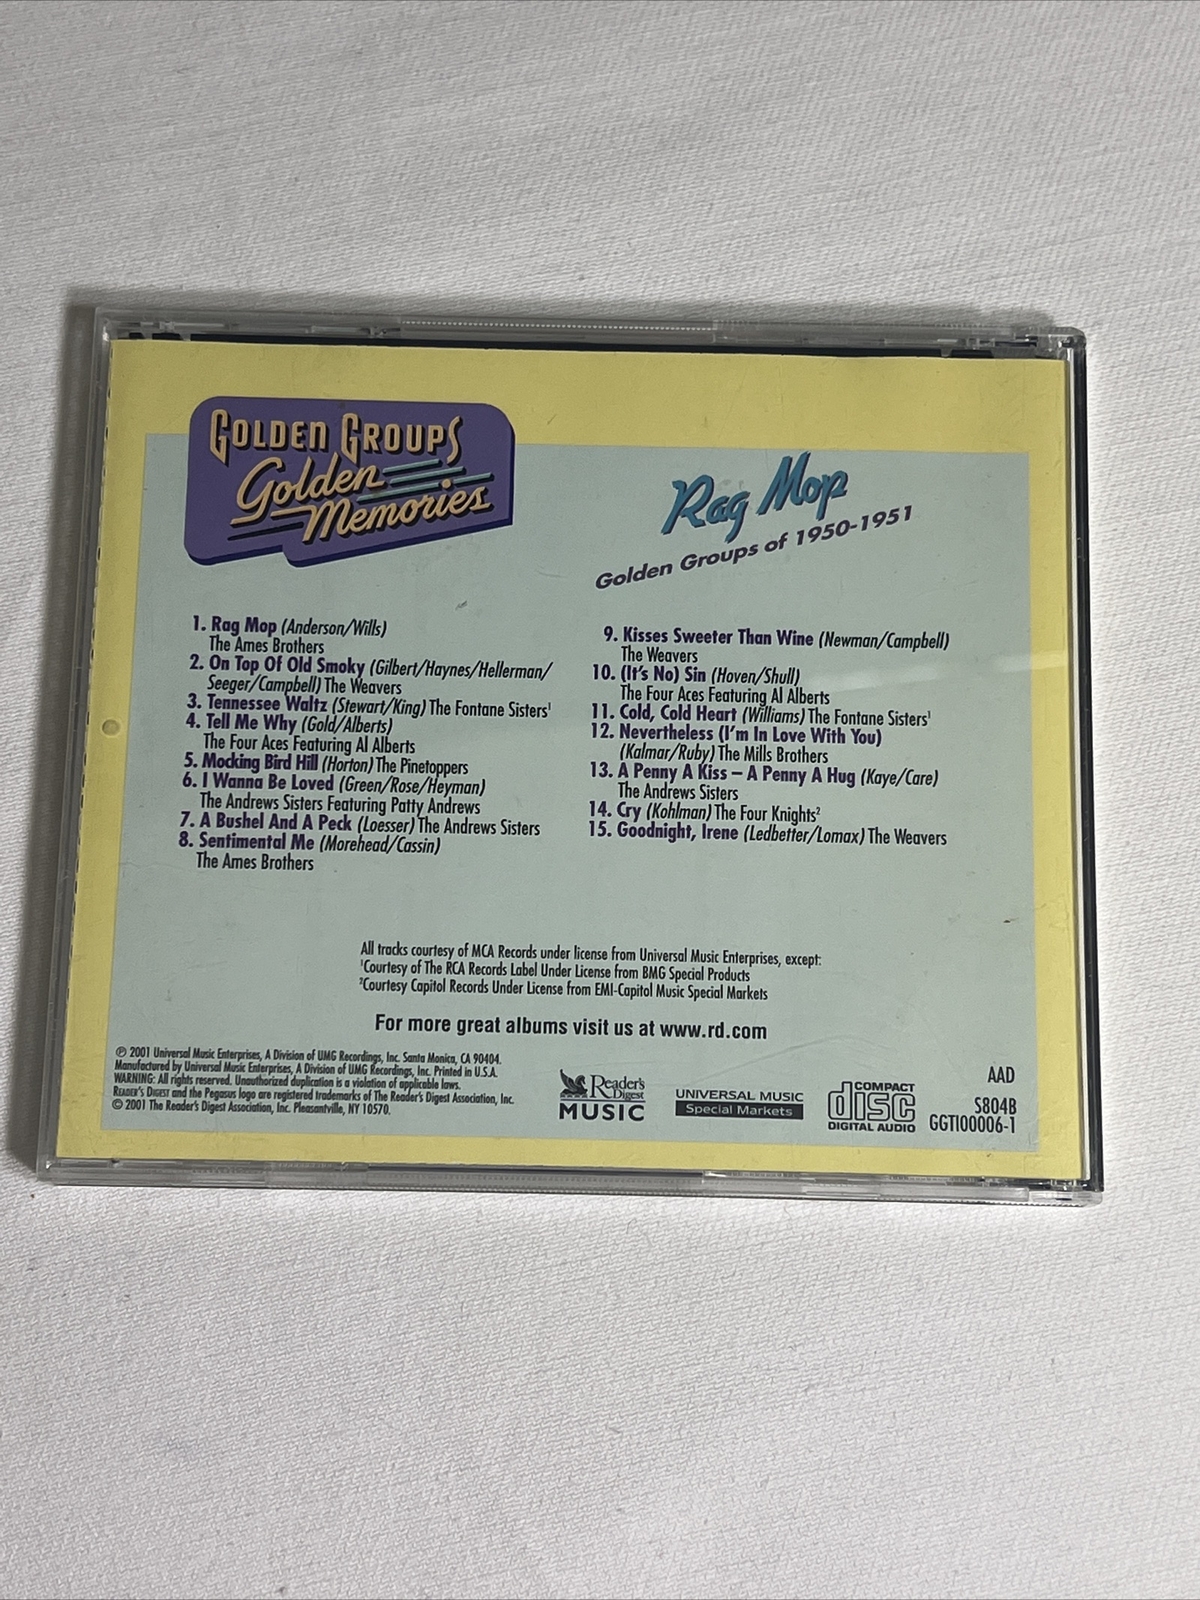 GOLDEN GROUPS
Golden
Memories
Rag Mop
Golden Groups of 1950-1951
1. Rag Mop (Anderson/Wills)
The Ames Brothers
2. On Top Of Old Smoky (Gilbert/Haynes/Hellerman/
Seeger/Campbell) The Weavers
3. Tennessee Waltz (Stewart/King) The Fontane Sisters¹
4. Tell Me Why (Gold/Alberts)
The Four Aces Featuring Al Alberts
5. Mocking Bird Hill (Horton) The Pinetoppers
6. I Wanna Be Loved (Green/Rose/Heyman)
The Andrews Sisters Featuring Patty Andrews
7. A Bushel And A Peck (Loesser) The Andrews Sisters
8. Sentimental Me (Morehead/Cassin)
The Ames Brothers
9. Kisses Sweeter Than Wine (Newman/Campbell)
The Weavers
10. (It's No) Sin (Hoven/Shull)
The Four Aces Featuring Al Alberts
11. Cold, Cold Heart (Williams) The Fontane Sisters¹
12. Nevertheless (I'm In Love With You)
(Kalmar/Ruby) The Mills Brothers
13. A Penny A Kiss – A Penny A Hug (Kaye/Care)
The Andrews Sisters
14. Cry (Kohlman) The Four Knights²
15. Goodnight, Irene (Ledbetter/Lomax) The Weavers
All tracks courtesy of MCA Records under license from Universal Music Enterprises, except:
¹Courtesy of The RCA Records Label Under License from BMG Special Products
²Courtesy Capitol Records Under License from EMI-Capitol Music Special Markets
For more great albums visit us at www.rd.com
℗ 2001 Universal Music Enterprises, A Division of UMG Recordings, Inc. Santa Monica, CA 90404.
Manufactured by Universal Music Enterprises, A Division of UMG Recordings, Inc. Printed in U.S.A.
WARNING: All rights reserved. Unauthorized duplication is a violation of applicable laws.
READER'S DIGEST and the Pegasus logo are registered trademarks of The Reader's Digest Association, Inc.
© 2001 The Reader's Digest Association, Inc. Pleasantville, NY 10570.
Reader's
Digest
MUSIC
UNIVERSAL MUSIC
Special Markets
COMPACT
disc
DIGITAL AUDIO
AAD
S804B
GGTI00006-1